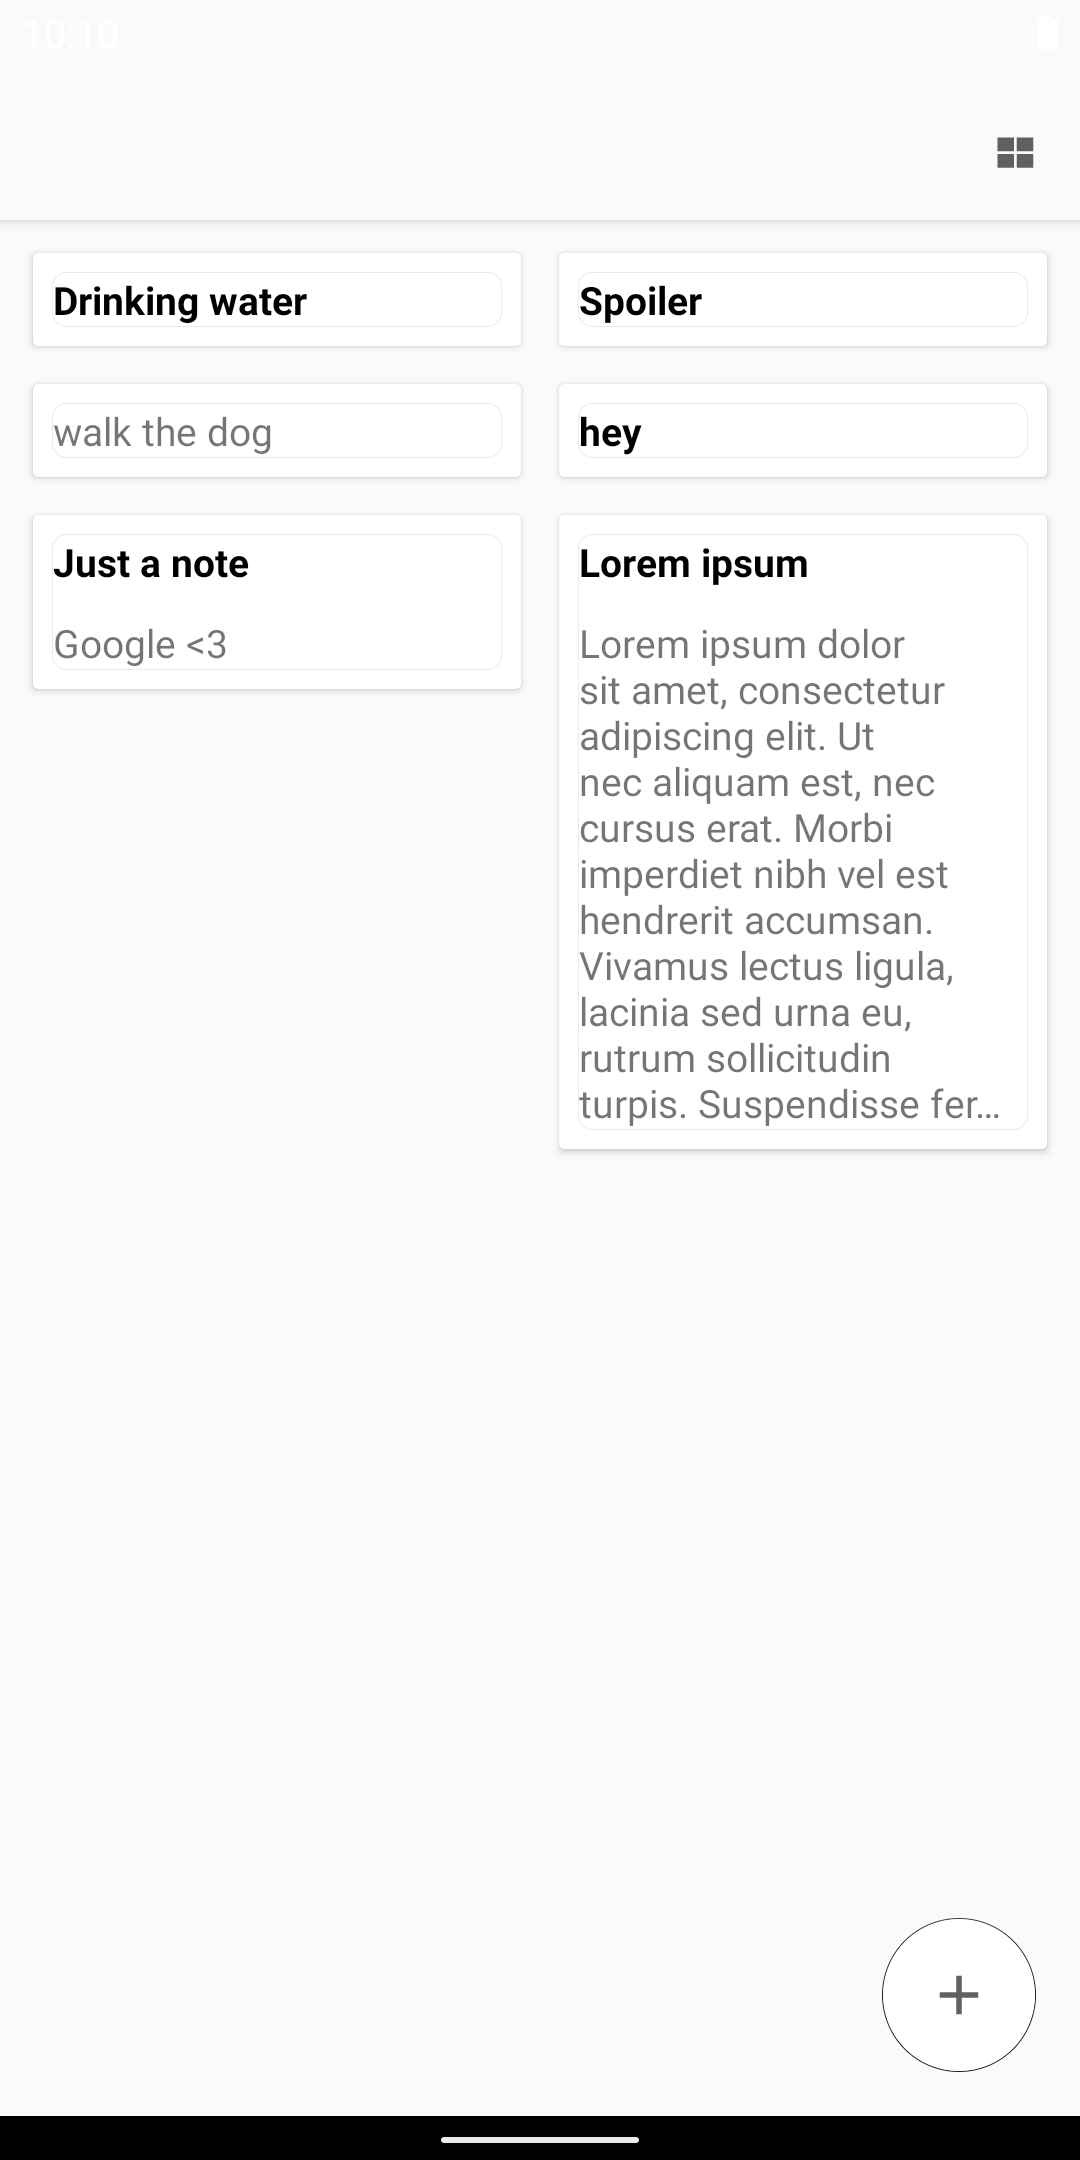 10:10
Drinking water
Spoiler
walk the dog
hey
Just a note
Google <3
Lorem ipsum
Lorem ipsum dolor
sit amet, consectetur
adipiscing elit. Ut
nec aliquam est, nec
cursus erat. Morbi
imperdiet nibh vel est
hendrerit accumsan.
Vivamus lectus ligula,
lacinia sed urna eu,
rutrum sollicitudin
turpis. Suspendisse fer...